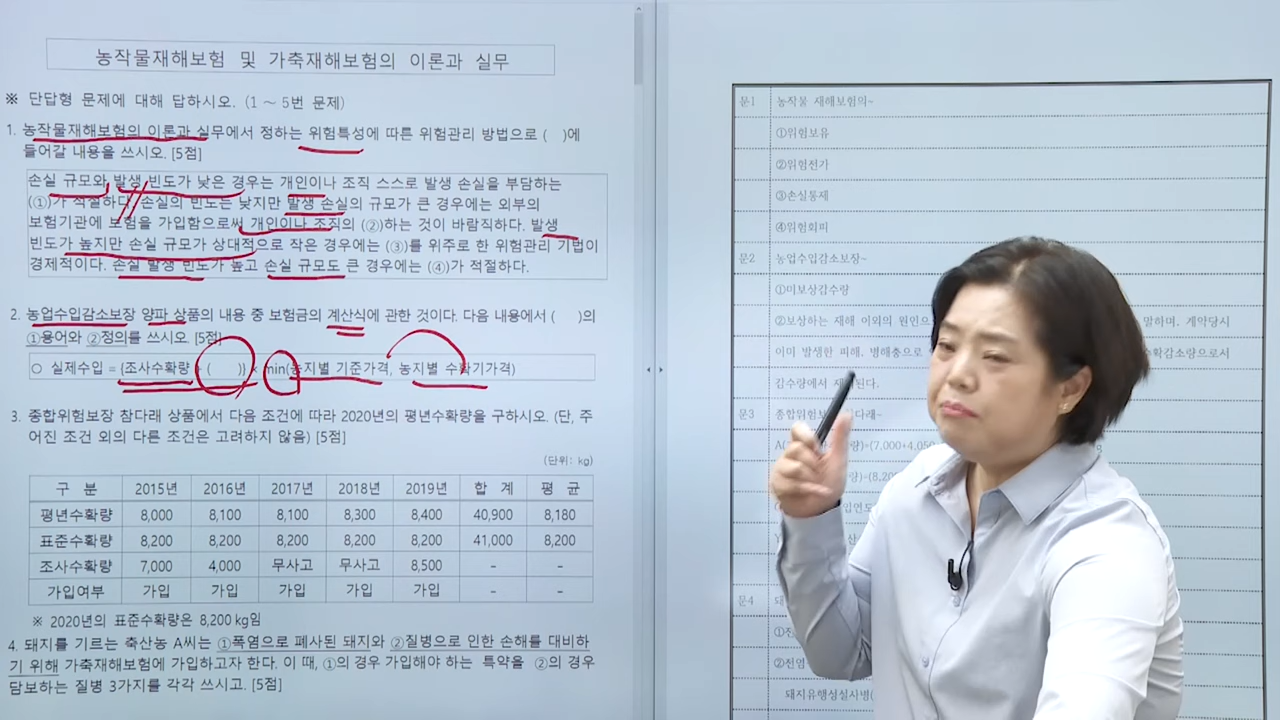 농작물재해보험 및 가축재해보험의 이론과 실무
※ 단답형 문제에 대해 답하시오. (1 ~ 5번 문제)
1. 농작물재해보험의 이론과 실무에서 정하는 위험특성에 따른 위험관리 방법으로 ( )에
들어갈 내용을 쓰시오. [5점]
손실 규모와 발생 빈도가 낮은 경우는 개인이나 조직 스스로 발생 손실을 부담하는
(①)가 적절하다. 손실의 빈도는 낮지만 발생 손실의 규모가 큰 경우에는 외부의
보험기관에 보험을 가입함으로써 개인이나 조직의 (②)하는 것이 바람직하다. 발생
빈도가 높지만 손실 규모가 상대적으로 작은 경우에는 (③)를 위주로 한 위험관리 기법이
경제적이다. 손실 발생 빈도가 높고 손실 규모도 큰 경우에는 (④)가 적절하다.
2. 농업수입감소보장 양파 상품의 내용 중 보험금의 계산식에 관한 것이다. 다음 내용에서 ( )의
①용어와 ②정의를 쓰시오. [5점]
○ 실제수입 = {조사수확량 ( )} × min(농지별 기준가격, 농지별 수확기가격)
3. 종합위험보장 참다래 상품에서 다음 조건에 따라 2020년의 평년수확량을 구하시오. (단, 주
어진 조건 외의 다른 조건은 고려하지 않음) [5점]
(단위: kg)
구 분 2015년 2016년 2017년 2018년 2019년 합 계 평 균
평년수확량 8,000 8,100 8,100 8,300 8,400 40,900 8,180
표준수확량 8,200 8,200 8,200 8,200 8,200 41,000 8,200
조사수확량 7,000 4,000 무사고 무사고 8,500 – –
가입여부 가입 가입 가입 가입 가입 – –
※ 2020년의 표준수확량은 8,200 kg임
4. 돼지를 기르는 축산농 A씨는 ①폭염으로 폐사된 돼지와 ②질병으로 인한 손해를 대비하
기 위해 가축재해보험에 가입하고자 한다. 이 때, ①의 경우 가입해야 하는 특약을 ②의 경우
담보하는 질병 3가지를 각각 쓰시고. [5점]
문1 농작물 재해보험의~
①위험보유
②위험전가
③손실통제
④위험회피
문2 농업수입감소보장~
①미보상감수량
②보상하는 재해 이외의 원인으 말하며, 계약당시
이미 발생한 피해, 병해충으로 수확감소량으로서
감수량에서 제외된다.
문3 종합위험보 다래~
량)=(7,000+4,050
량)=(8,20
문4
②전염
돼지유행성설사병(